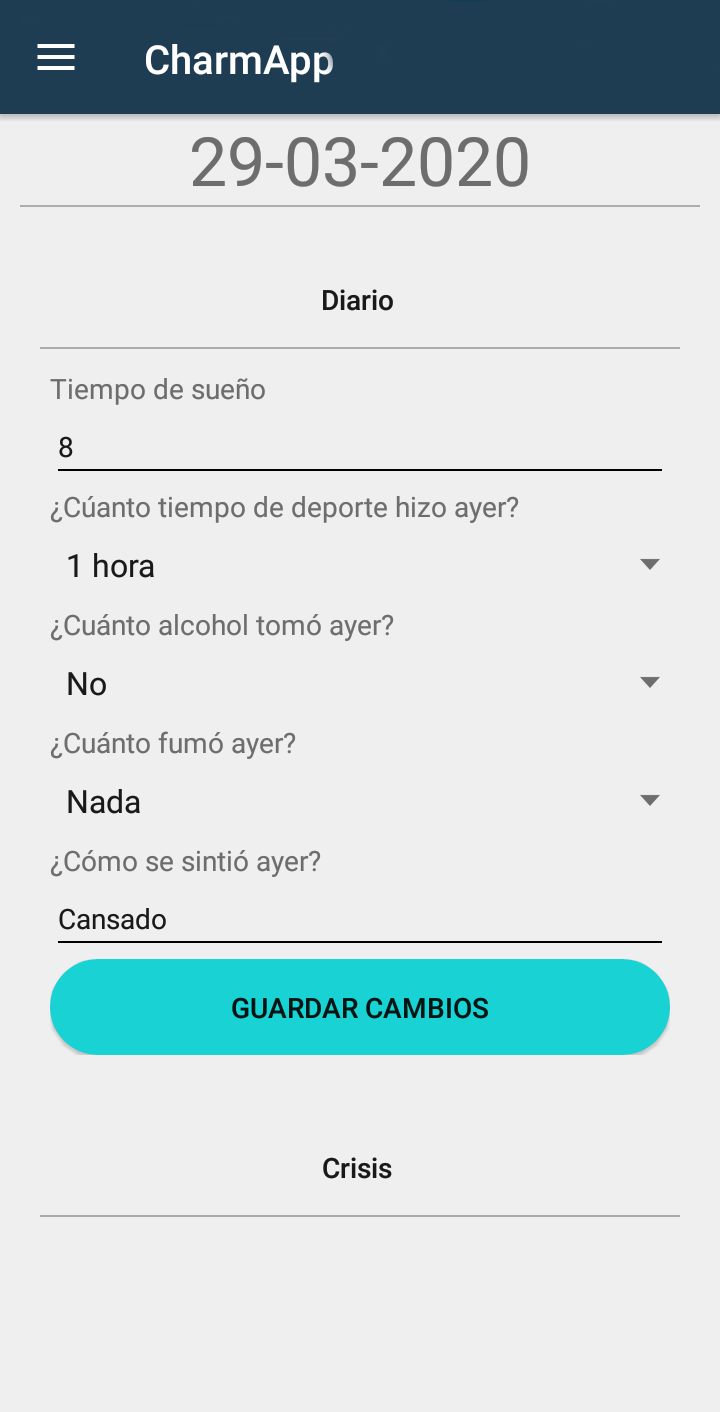 CharmApp
29-03-2020
Diario
Tiempo de sueño
8
¿Cúanto tiempo de deporte hizo ayer?
1 hora
¿Cuánto alcohol tomó ayer?
No
¿Cuánto fumó ayer?
Nada
¿Cómo se sintió ayer?
Cansado
GUARDAR CAMBIOS
Crisis